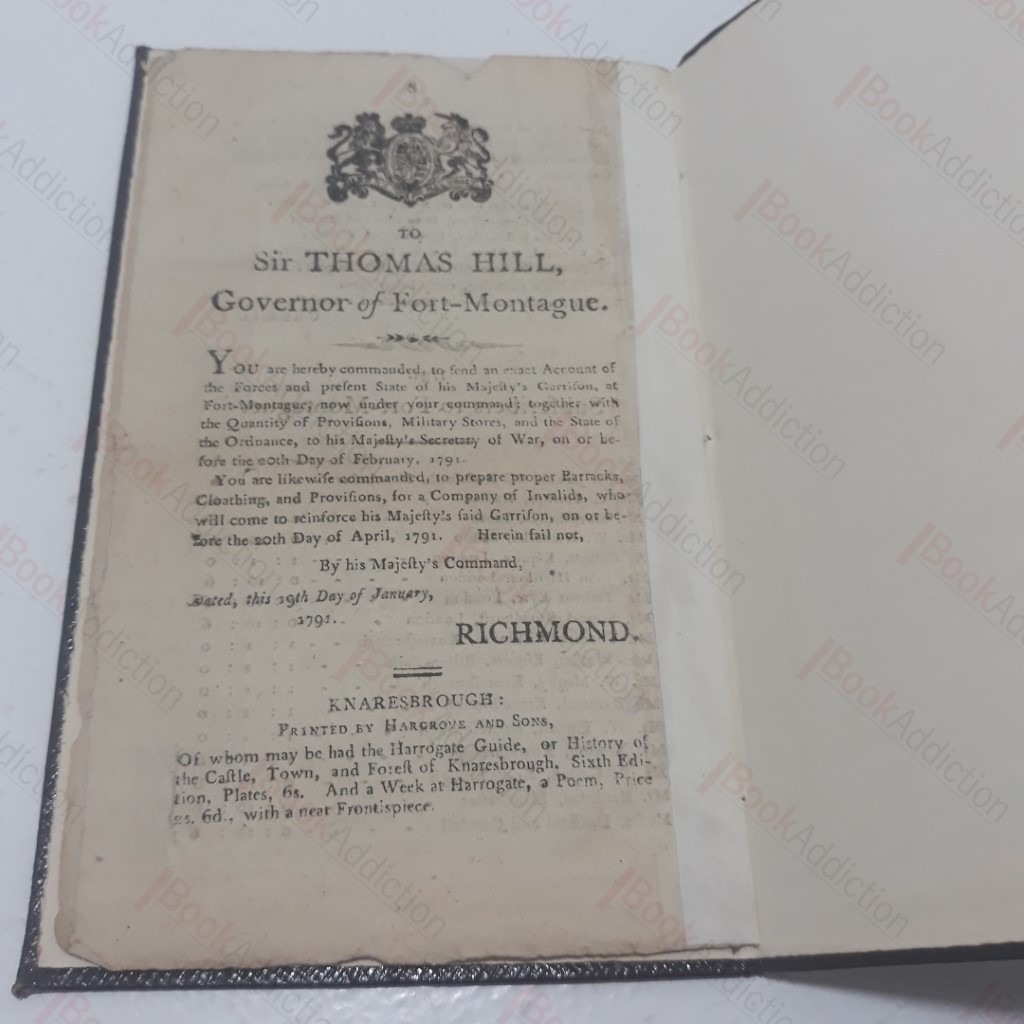 8
TO
Sir THOMAS HILL,
Governor of Fort-Montague.
YOU are hereby commanded, to ſend an exact Account of
the Forces and preſent State of his Majeſty's Garriſon, at
Fort-Montague, now under your command; together with
the Quantity of Proviſions, Military Stores, and the State of
the Ordinance, to his Majeſty's Secretary of War, on or be-
fore the 20th Day of February, 1791.
You are likewiſe commanded, to prepare proper Barracks,
Cloathing, and Proviſions, for a Company of Invalids, who
will come to reinforce his Majeſty's ſaid Garriſon, on or be-
fore the 20th Day of April, 1791. Herein fail not,
By his Majeſty's Command,
Dated, this 19th Day of January,
1791.
RICHMOND.
KNARESBROUGH:
PRINTED BY HARGROVE AND SONS,
Of whom may be had the Harrogate Guide, or Hiſtory of
the Caſtle, Town, and Foreſt of Knaresbrough, Sixth Edi-
tion, Plates, 6s. And a Week at Harrogate, a Poem, Price
2s. 6d., with a neat Frontispiece.
BookAddiction